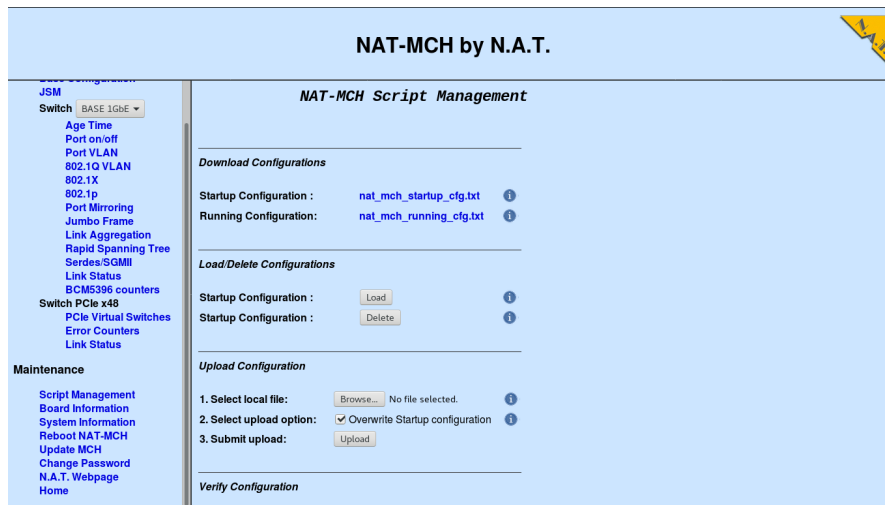 NAT-MCH by N.A.T.
N.A.T.
JSM
Switch BASE 1GbE
Age Time
Port on/off
Port VLAN
802.1Q VLAN
802.1X
802.1p
Port Mirroring
Jumbo Frame
Link Aggregation
Rapid Spanning Tree
Serdes/SGMII
Link Status
BCM5396 counters
Switch PCIe x48
PCIe Virtual Switches
Error Counters
Link Status
Maintenance
Script Management
Board Information
System Information
Reboot NAT-MCH
Update MCH
Change Password
N.A.T. Webpage
Home
NAT-MCH Script Management
Download Configurations
Startup Configuration : nat_mch_startup_cfg.txt
Running Configuration: nat_mch_running_cfg.txt
Load/Delete Configurations
Startup Configuration : Load
Startup Configuration : Delete
Upload Configuration
1. Select local file: Browse... No file selected.
2. Select upload option: Overwrite Startup configuration
3. Submit upload: Upload
Verify Configuration